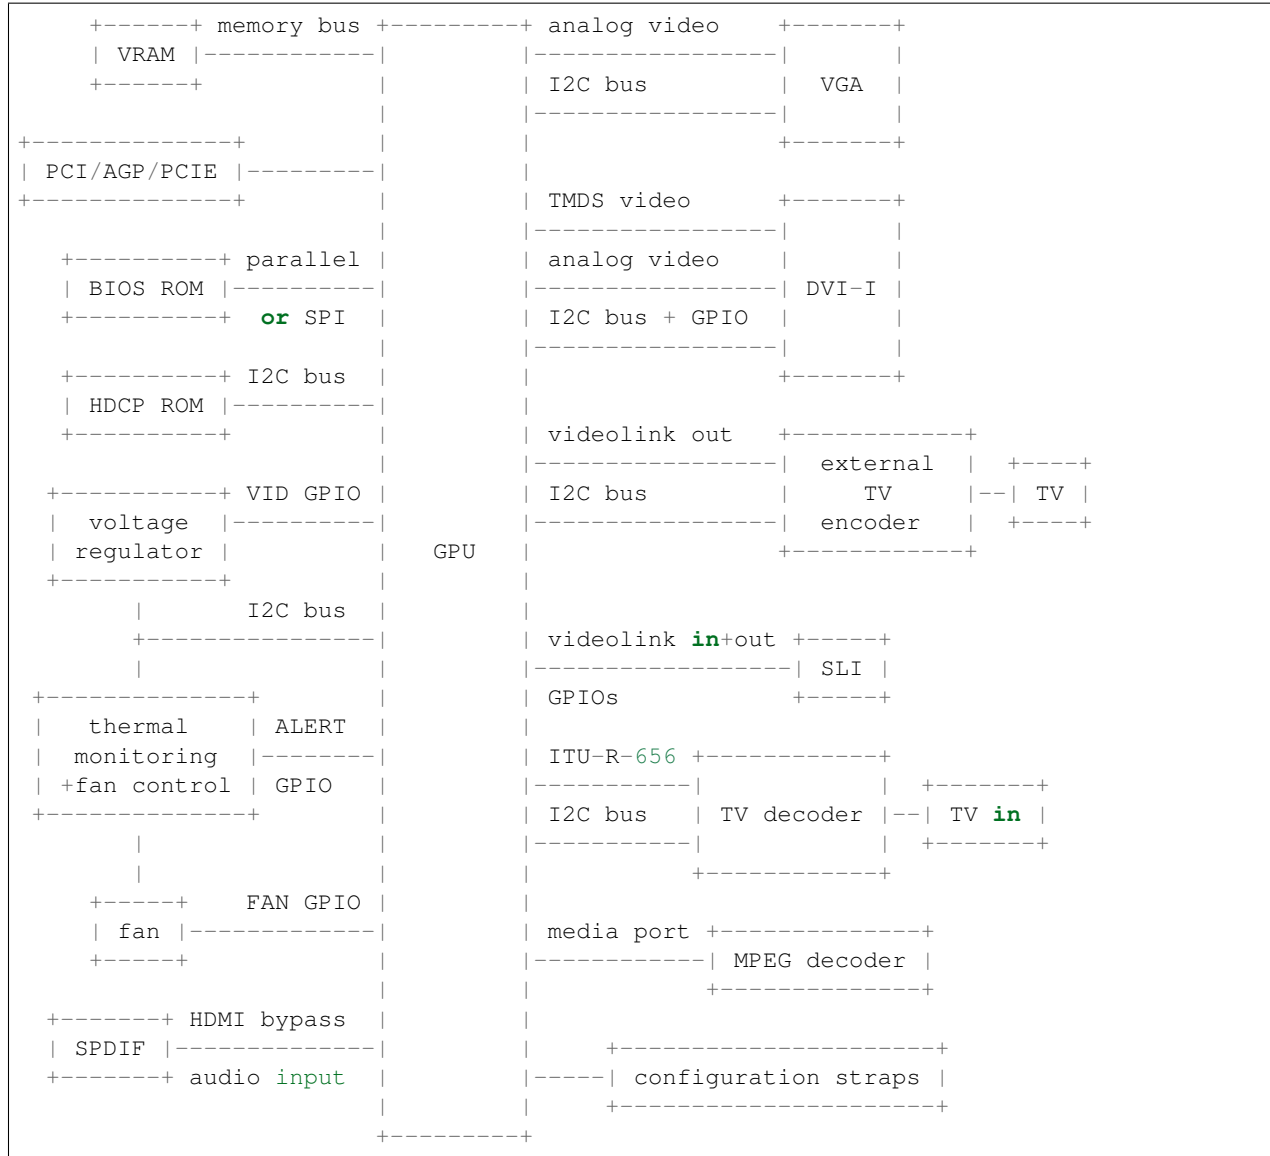 +------+ memory bus +---------+ analog video    +-------+
| VRAM |------------|         |-----------------|       |
+------+            |         | I2C bus         |  VGA  |
|         |-----------------|       |
+--------------+         |         |                 +-------+
| PCI/AGP/PCIE |---------|         |
+--------------+         |         | TMDS video      +-------+
|         |-----------------|       |
+----------+ parallel |         | analog video    |       |
| BIOS ROM |----------|         |-----------------| DVI-I |
+----------+  or SPI  |         | I2C bus + GPIO  |       |
|         |-----------------|       |
+----------+ I2C bus  |         |                 +-------+
| HDCP ROM |----------|         |
+----------+          |         | videolink out   +------------+
|         |-----------------|  external  |  +----+
+-----------+ VID GPIO |         | I2C bus         |     TV     |--| TV |
|  voltage  |----------|         |-----------------|  encoder   |  +----+
| regulator |          |   GPU   |                 +------------+
+-----------+          |         |
|       I2C bus  |         |
+----------------|         | videolink in+out +-----+
|                |         |------------------| SLI |
+--------------+        |         | GPIOs            +-----+
|   thermal    | ALERT  |         |
|  monitoring  |--------|         | ITU-R-656 +------------+
| +fan control | GPIO   |         |-----------|            |  +-------+
+--------------+        |         | I2C bus   | TV decoder |--| TV in |
|                |         |-----------|            |  +-------+
|                |         |           +------------+
+-----+    FAN GPIO |         |
| fan |-------------|         | media port +--------------+
+-----+             |         |------------| MPEG decoder |
|         |            +--------------+
+-------+ HDMI bypass  |         |
| SPDIF |--------------|         |     +----------------------+
+-------+ audio input  |         |-----| configuration straps |
|         |     +----------------------+
+---------+